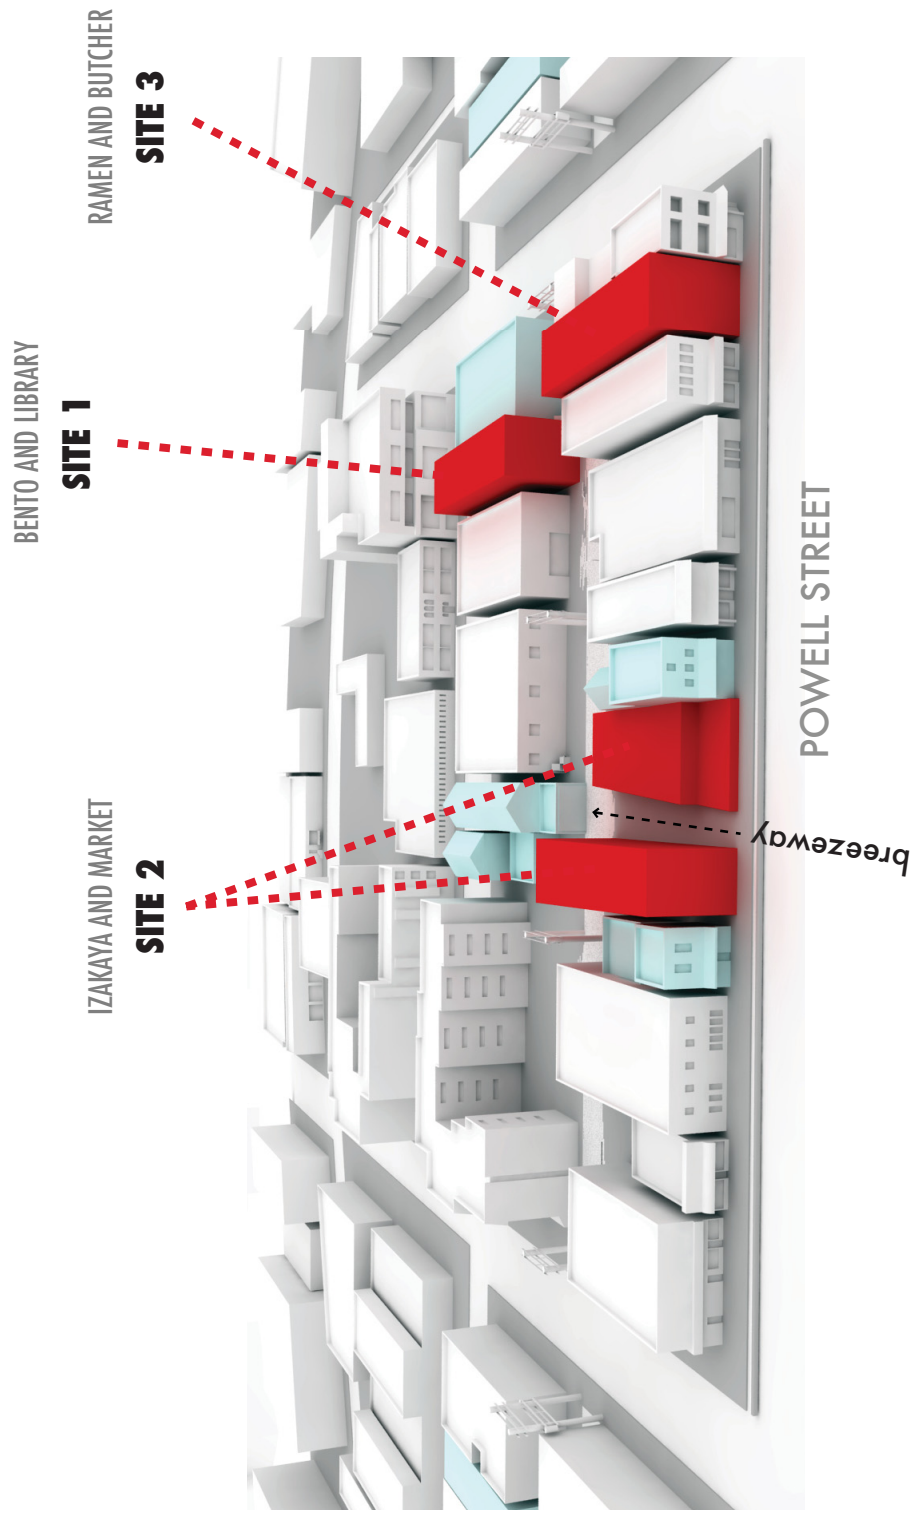 IZAKAYA AND MARKET
SITE 2
BENTO AND LIBRARY
SITE 1
RAMEN AND BUTCHER
SITE 3
breezeway
POWELL STREET